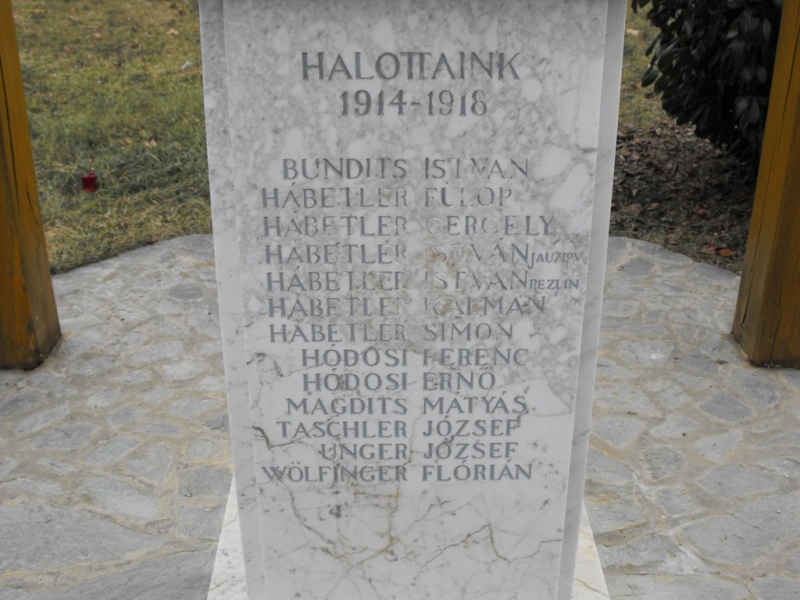 HALOTTAINK
1914-1918
BUNDITS ISTVAN
HÁBETLER FÜLÖP
HÁBETLER GERGELY
HÁBETLER ISTVÁN JAUZLOV
HÁBETLER ISTVÁN REZLIN
HÁBETLER KÁLMÁN
HÁBETLER SIMON
HÓDOSI FERENC
HÓDOSI ERNŐ
MAGDITS MÁTYÁS
TASCHLER JÓZSEF
UNGER JÓZSEF
WÖLFINGER FLÓRIÁN